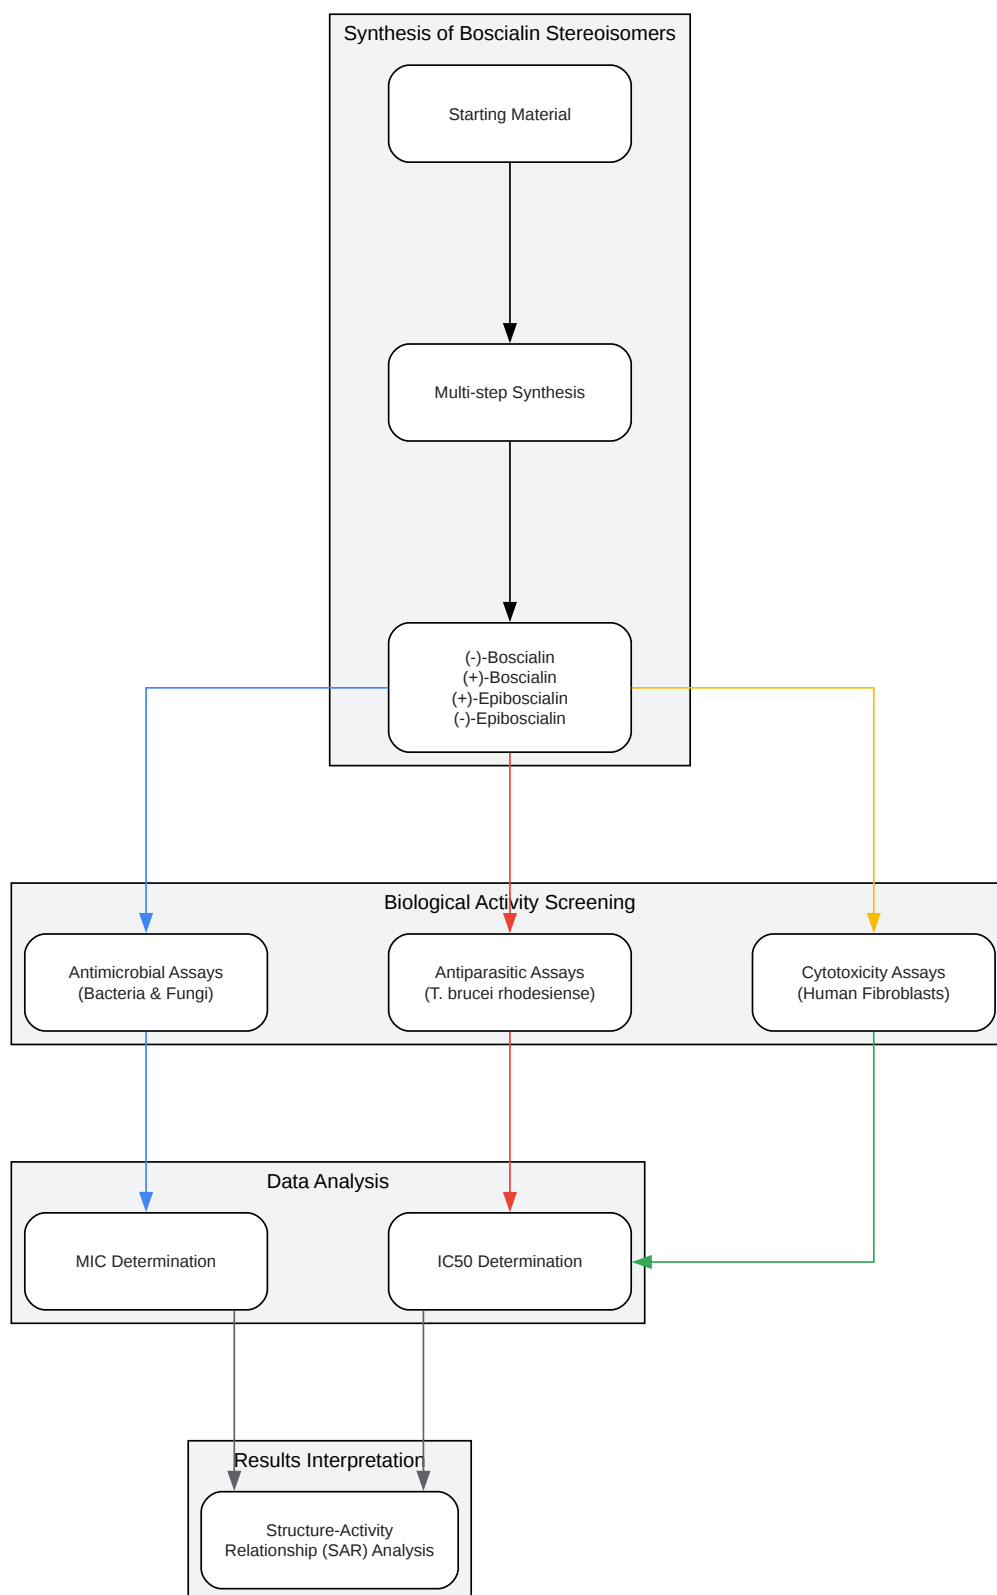 Synthesis of Boscialin Stereoisomers
Starting Material
Multi-step Synthesis
(-)-Boscialin
(+)-Boscialin
(+)-Epiboscialin
(-)-Epiboscialin
Biological Activity Screening
Antimicrobial Assays
(Bacteria & Fungi)
Antiparasitic Assays
(T. brucei rhodesiense)
Cytotoxicity Assays
(Human Fibroblasts)
Data Analysis
MIC Determination
IC50 Determination
Results Interpretation
Structure-Activity
Relationship (SAR) Analysis